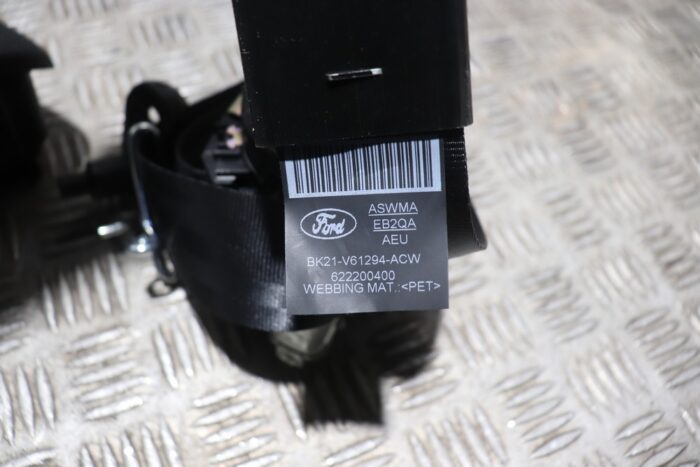 Ford
ASWMA
EB2QA
AEU
BK21-V61294-ACW
622200400
WEBBING MAT.:<PET>